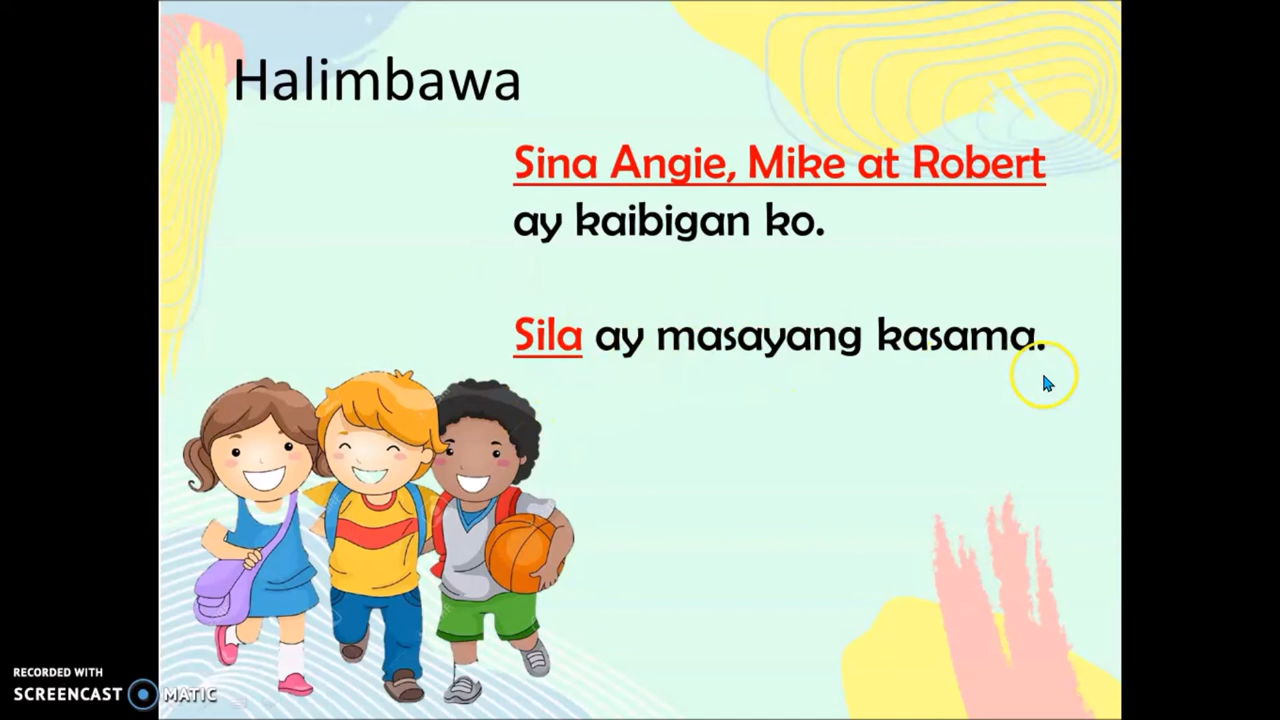 Halimbawa
Sina Angie, Mike at Robert
ay kaibigan ko.
Sila ay masayang kasama.
RECORDED WITH
SCREENCAST MATIC